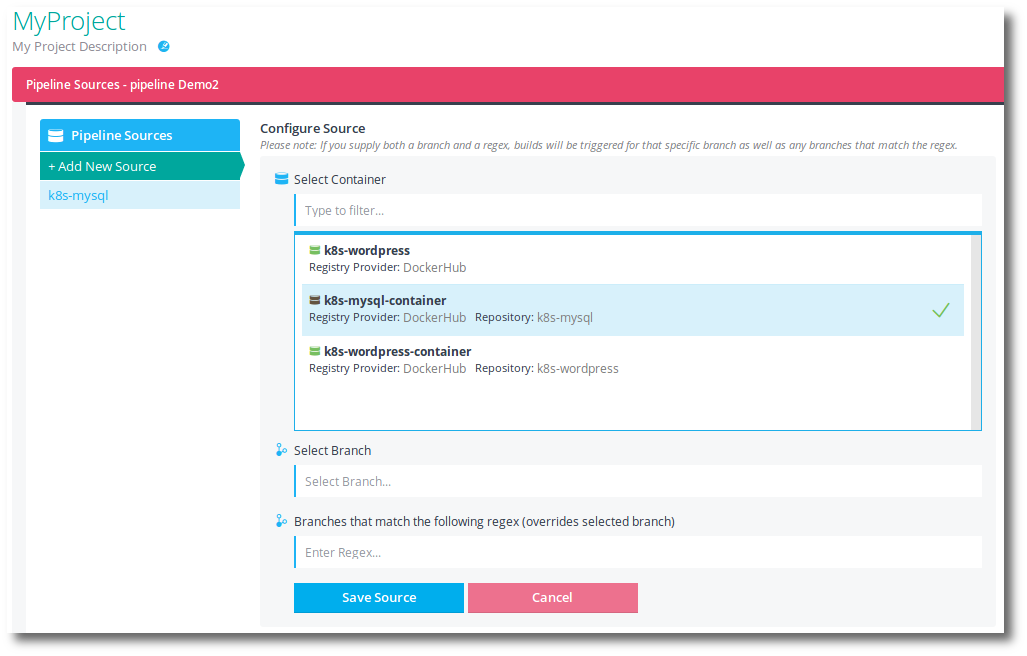 MyProject
My Project Description
Pipeline Sources - pipeline Demo2
Pipeline Sources
+ Add New Source
k8s-mysql
Configure Source
Please note: If you supply both a branch and a regex, builds will be triggered for that specific branch as well as any branches that match the regex.
Select Container
Type to filter...
k8s-wordpress
Registry Provider: DockerHub
k8s-mysql-container
Registry Provider: DockerHub Repository: k8s-mysql
k8s-wordpress-container
Registry Provider: DockerHub Repository: k8s-wordpress
Select Branch
Select Branch...
Branches that match the following regex (overrides selected branch)
Enter Regex...
Save Source Cancel